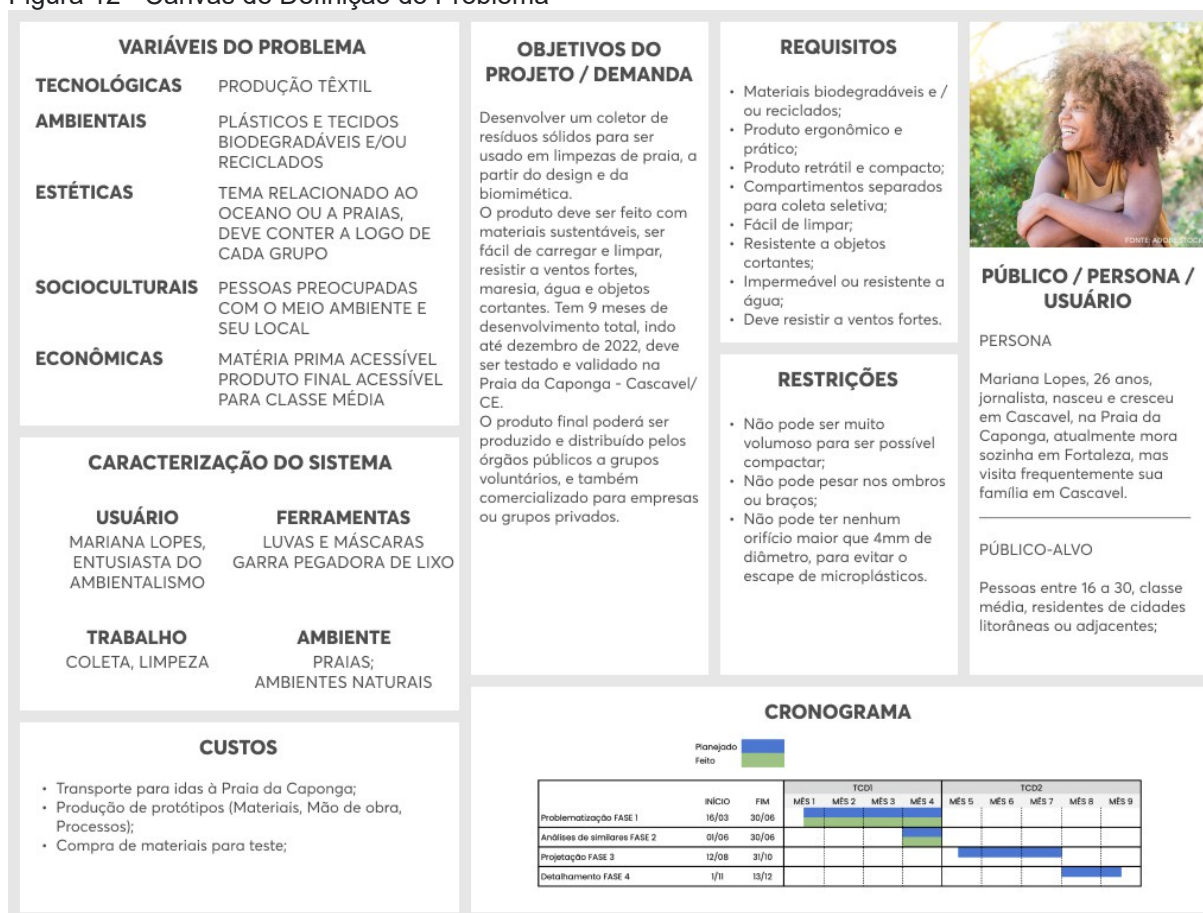 Figura 12 - Canvas de Definição do Problema
VARIÁVEIS DO PROBLEMA
TECNOLÓGICAS PRODUÇÃO TÊXTIL
AMBIENTAIS PLÁSTICOS E TECIDOS
BIODEGRADÁVEIS E/OU
RECICLADOS
ESTÉTICAS TEMA RELACIONADO AO
OCEANO OU A PRAIAS,
DEVE CONTER A LOGO DE
CADA GRUPO
SOCIOCULTURAIS PESSOAS PREOCUPADAS
COM O MEIO AMBIENTE E
SEU LOCAL
ECONÔMICAS MATÉRIA PRIMA ACESSÍVEL
PRODUTO FINAL ACESSÍVEL
PARA CLASSE MÉDIA
CARACTERIZAÇÃO DO SISTEMA
USUÁRIO
MARIANA LOPES,
ENTUSIASTA DO
AMBIENTALISMO
FERRAMENTAS
LUVAS E MÁSCARAS
GARRA PEGADORA DE LIXO
TRABALHO
COLETA, LIMPEZA
AMBIENTE
PRAIAS;
AMBIENTES NATURAIS
CUSTOS
• Transporte para idas à Praia da Caponga;
• Produção de protótipos (Materiais, Mão de obra,
Processos);
• Compra de materiais para teste;
OBJETIVOS DO
PROJETO / DEMANDA
Desenvolver um coletor de
resíduos sólidos para ser
usado em limpezas de praia, a
partir do design e da
biomimética.
O produto deve ser feito com
materiais sustentáveis, ser
fácil de carregar e limpar,
resistir a ventos fortes,
maresia, água e objetos
cortantes. Tem 9 meses de
desenvolvimento total, indo
até dezembro de 2022, deve
ser testado e validado na
Praia da Caponga - Cascavel/
CE.
O produto final poderá ser
produzido e distribuído pelos
órgãos públicos a grupos
voluntários, e também
comercializado para empresas
ou grupos privados.
REQUISITOS
• Materiais biodegradáveis e /
ou reciclados;
• Produto ergonômico e
prático;
• Produto retrátil e compacto;
• Compartimentos separados
para coleta seletiva;
• Fácil de limpar;
• Resistente a objetos
cortantes;
• Impermeável ou resistente a
água;
• Deve resistir a ventos fortes.
RESTRIÇÕES
• Não pode ser muito
volumoso para ser possível
compactar;
• Não pode pesar nos ombros
ou braços;
• Não pode ter nenhum
orifício maior que 4mm de
diâmetro, para evitar o
escape de microplásticos.
FONTE: ADOBE STOCK
PÚBLICO / PERSONA /
USUÁRIO
PERSONA
Mariana Lopes, 26 anos,
jornalista, nasceu e cresceu
em Cascavel, na Praia da
Caponga, atualmente mora
sozinha em Fortaleza, mas
visita frequentemente sua
família em Cascavel.
PÚBLICO-ALVO
Pessoas entre 16 a 30, classe
média, residentes de cidades
litorâneas ou adjacentes;
CRONOGRAMA
Planejado
Feito
TCD1 TCD2
INÍCIO FIM MÊS 1 MÊS 2 MÊS 3 MÊS 4 MÊS 5 MÊS 6 MÊS 7 MÊS 8 MÊS 9
Problematização FASE 1 16/03 30/06
Análises de similares FASE 2 01/06 30/06
Projetação FASE 3 12/08 31/10
Detalhamento FASE 4 1/11 13/12